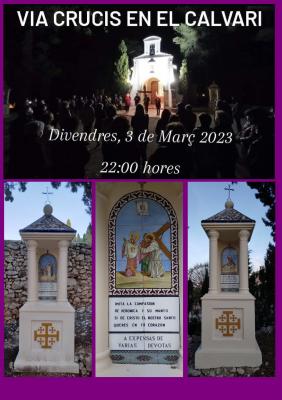 VIA CRUCIS EN EL CALVARI
Divendres, 3 de Març 2023
22:00 hores
IMITA LA COMPASION
DE VERONICA Y SU MANTO
SI DE CRISTO EL ROSTRO SANTO
QUIERES EN TU CORAZON
A EXPENSAS DE
VARIAS DEVOTAS